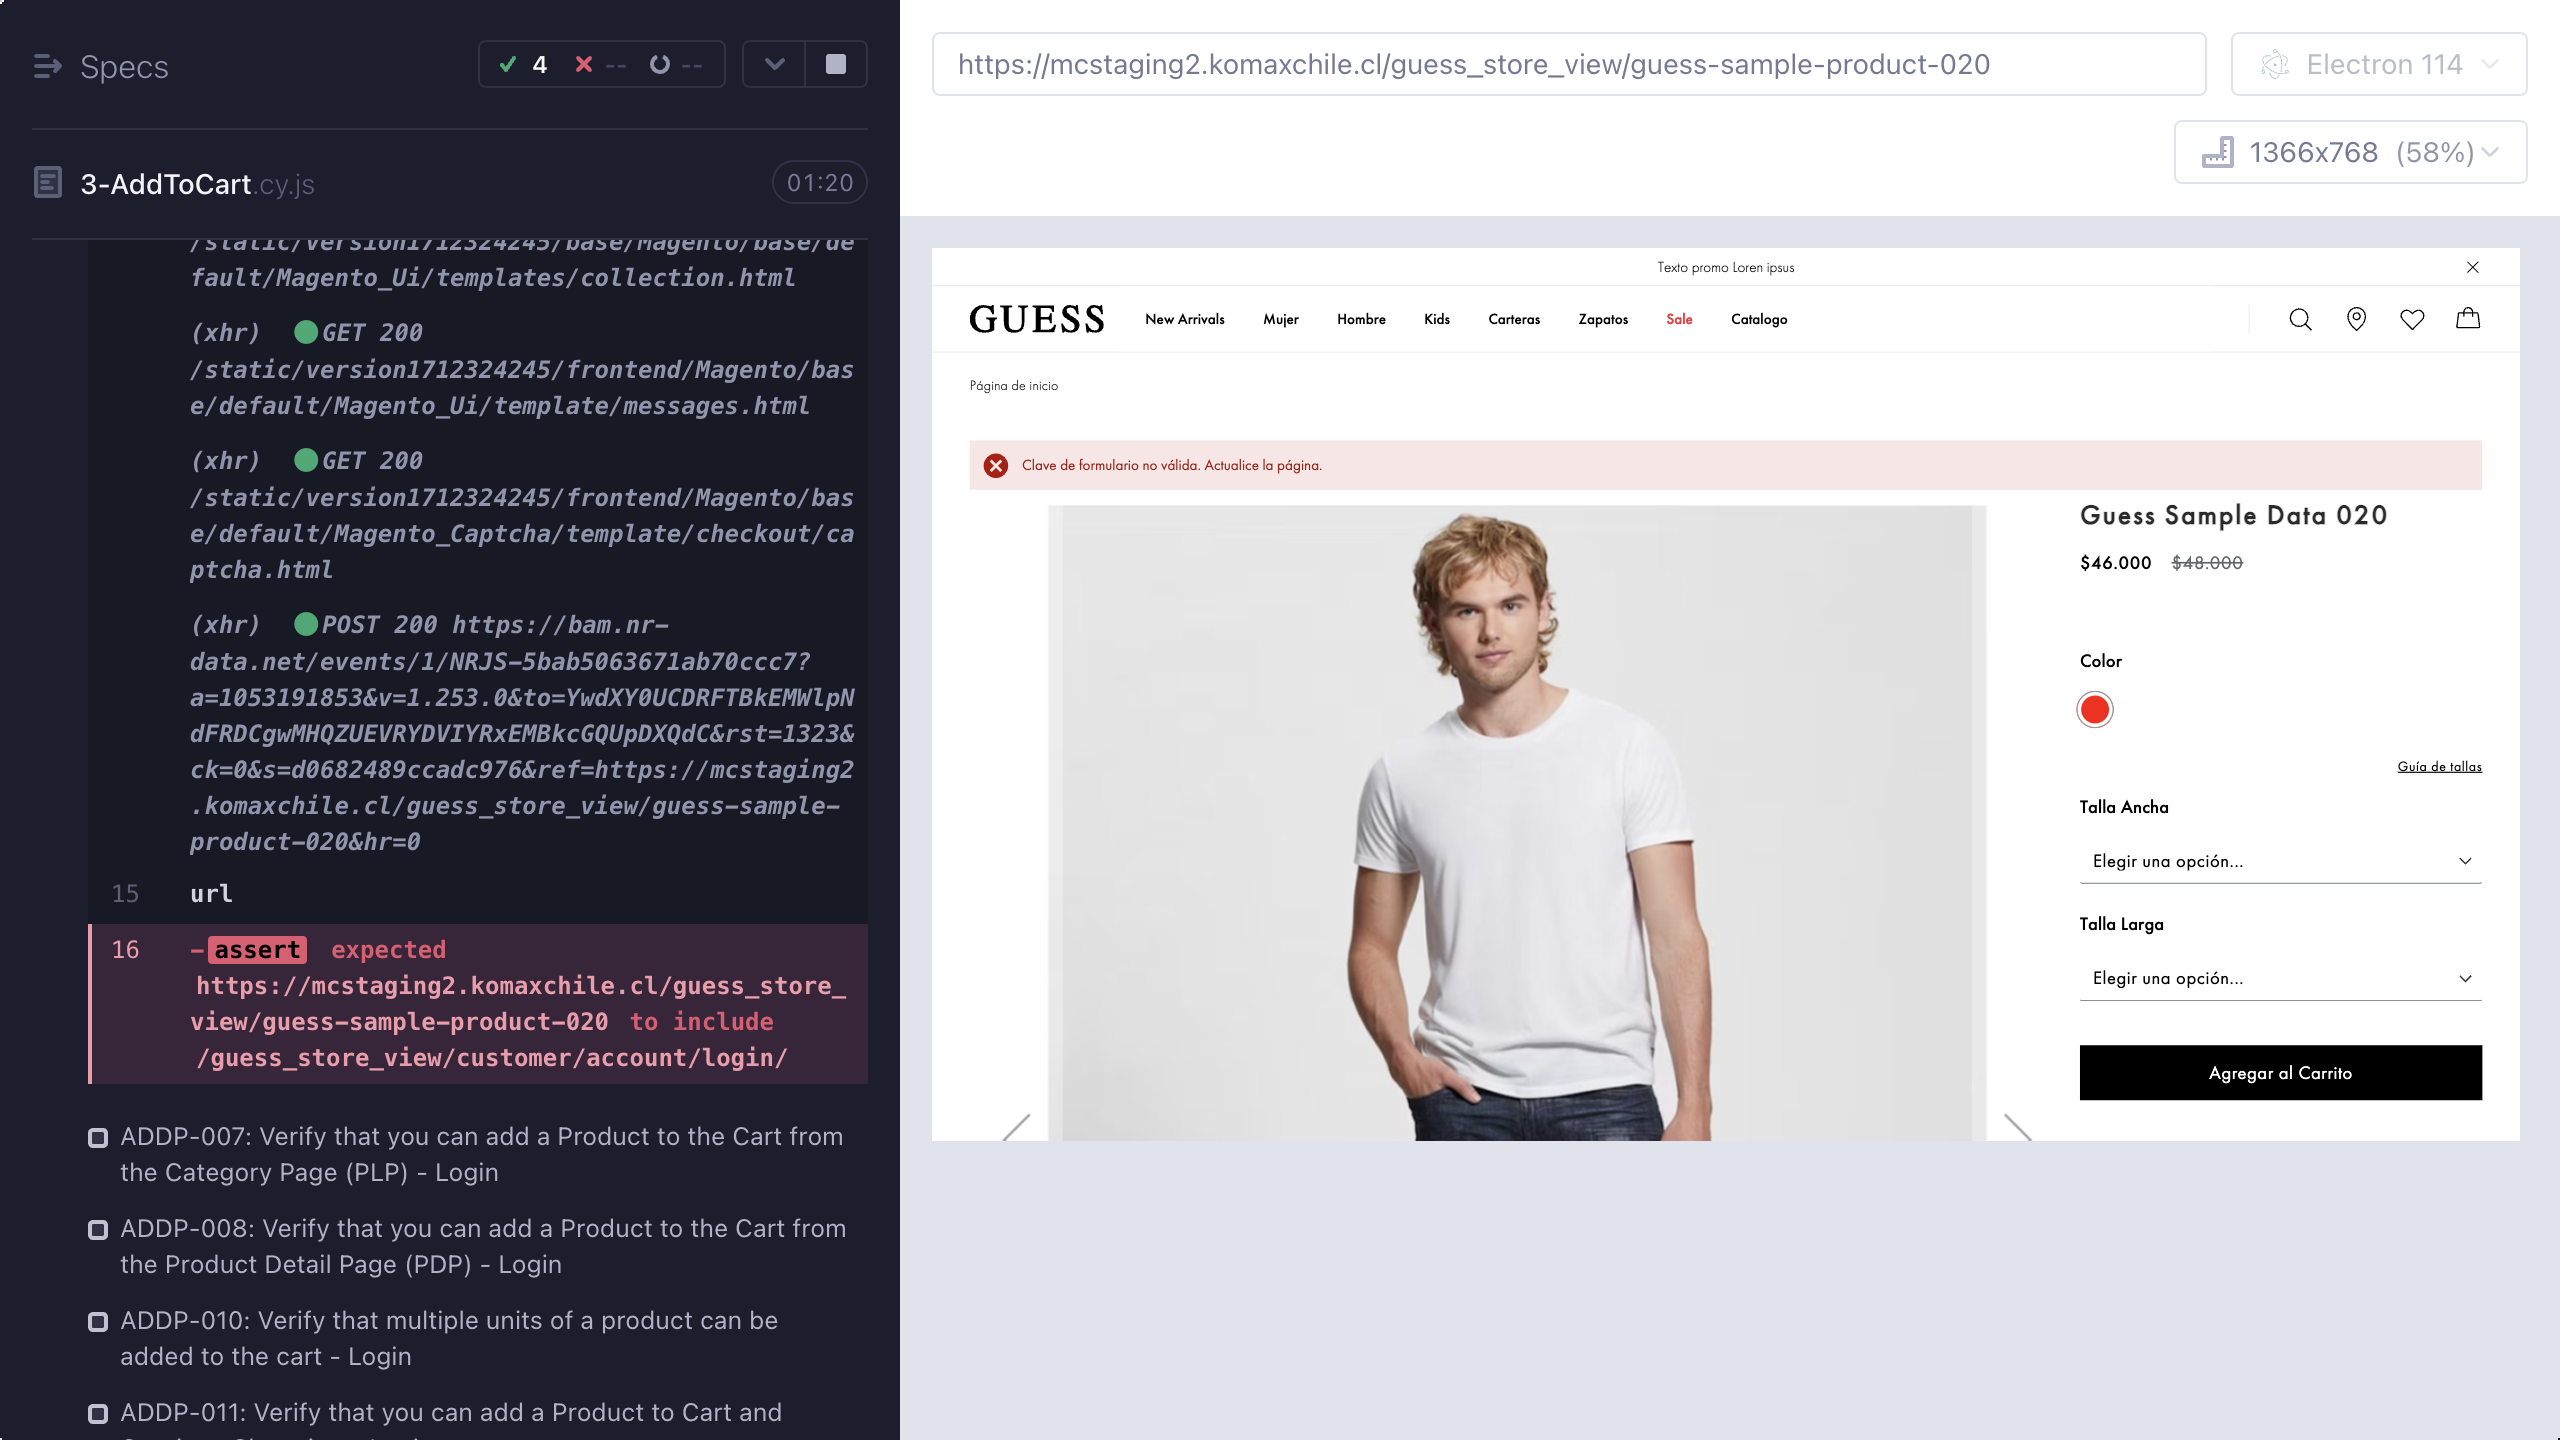 Specs
4 -- --
3-AddToCart.cy.js
01:20
/static/version1712324245/base/Magento/base/de
fault/Magento_Ui/templates/collection.html
(xhr) GET 200
/static/version1712324245/frontend/Magento/bas
e/default/Magento_Ui/template/messages.html
(xhr) GET 200
/static/version1712324245/frontend/Magento/bas
e/default/Magento_Captcha/template/checkout/ca
ptcha.html
(xhr) POST 200 https://bam.nr-
data.net/events/1/NRJS-5bab5063671ab70ccc7?
a=1053191853&v=1.253.0&to=YwdXY0UCDRFTBkEMWlpN
dFRDCgwMHQZUEVRYDVIYRxEMBkcGQUpDXQdC&rst=1323&
ck=0&s=d0682489ccadc976&ref=https://mcstaging2
.komaxchile.cl/guess_store_view/guess-sample-
product-020&hr=0
15 url
16 -assert expected
https://mcstaging2.komaxchile.cl/guess_store_
view/guess-sample-product-020 to include
/guess_store_view/customer/account/login/
ADDP-007: Verify that you can add a Product to the Cart from
the Category Page (PLP) - Login
ADDP-008: Verify that you can add a Product to the Cart from
the Product Detail Page (PDP) - Login
ADDP-010: Verify that multiple units of a product can be
added to the cart - Login
ADDP-011: Verify that you can add a Product to Cart and
https://mcstaging2.komaxchile.cl/guess_store_view/guess-sample-product-020
Electron 114
1366x768 (58%)
Texto promo Loren ipsus
GUESS
New Arrivals Mujer Hombre Kids Carteras Zapatos Sale Catalogo
Página de inicio
Clave de formulario no válida. Actualice la página.
Guess Sample Data 020
$46.000 $48.000
Color
Guía de tallas
Talla Ancha
Elegir una opción...
Talla Larga
Elegir una opción...
Agregar al Carrito